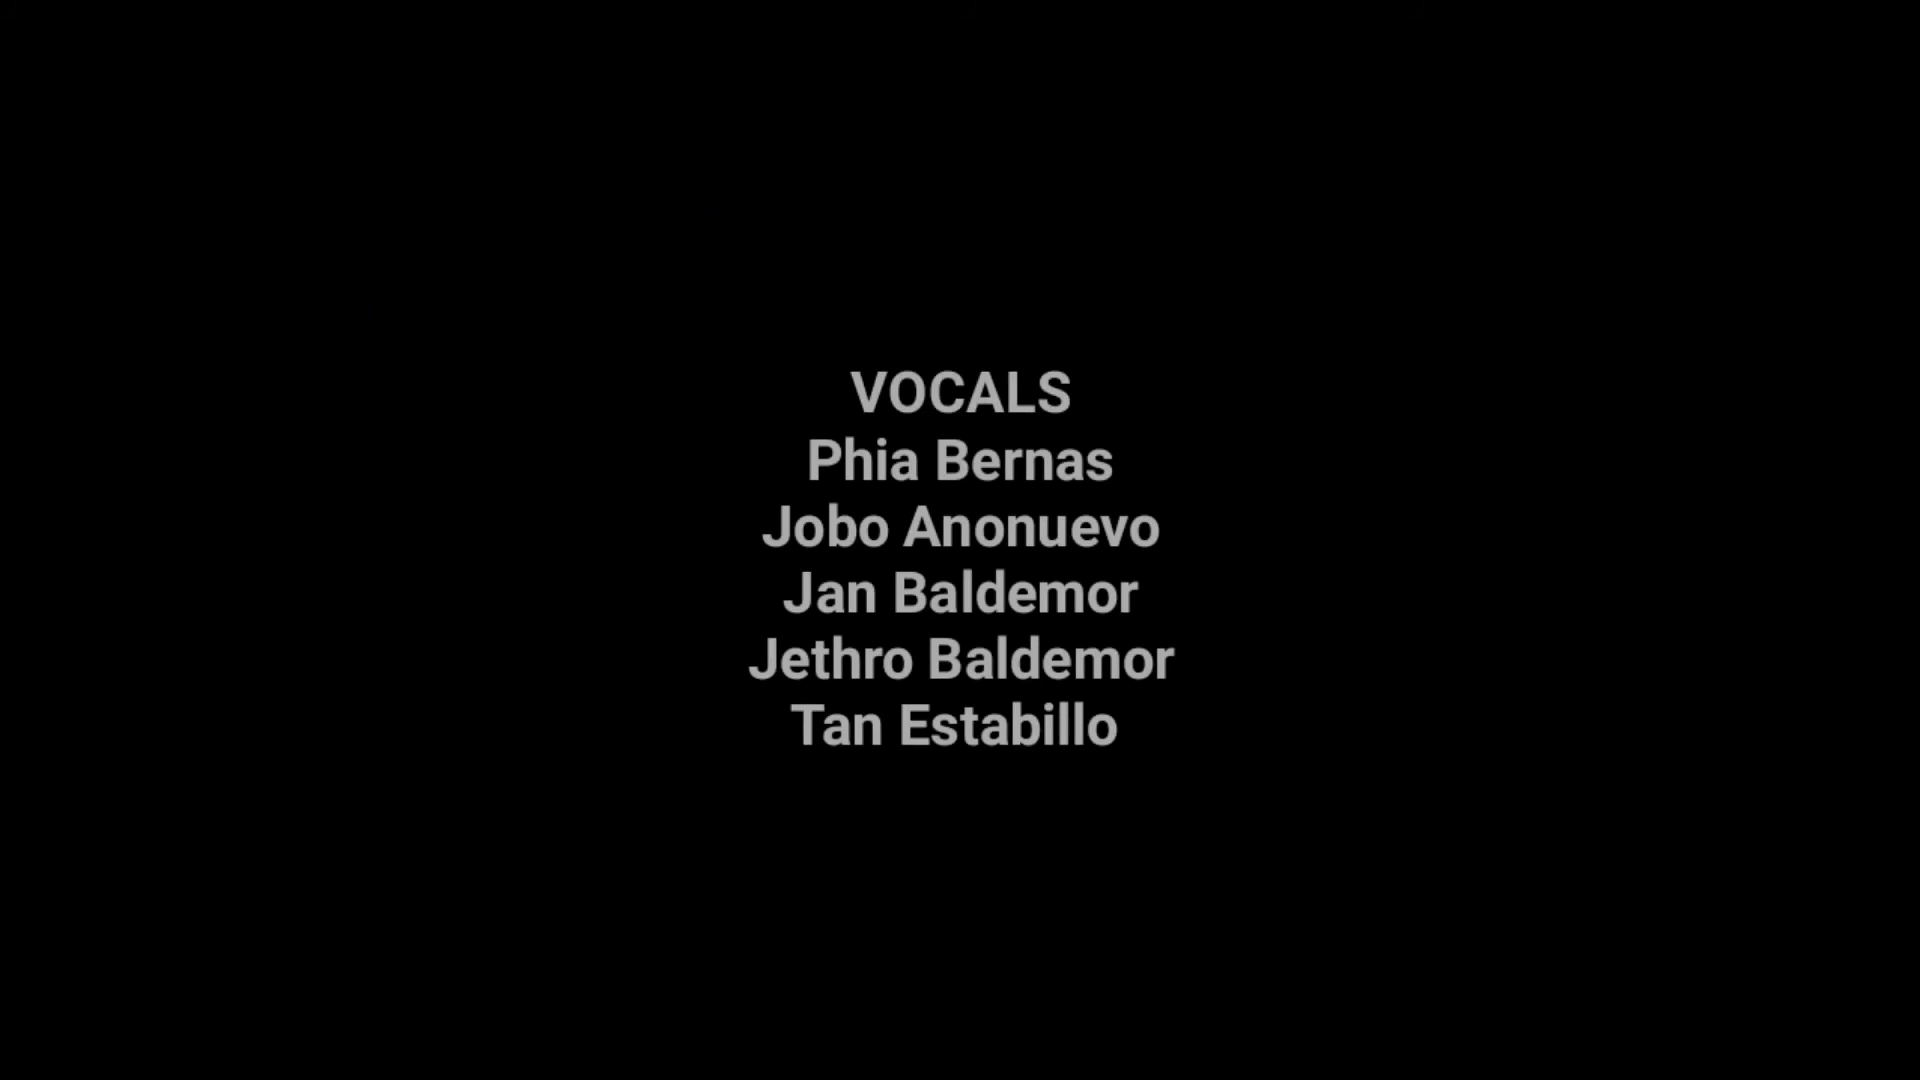 VOCALS
Phia Bernas
Jobo Anonuevo
Jan Baldemor
Jethro Baldemor
Tan Estabillo